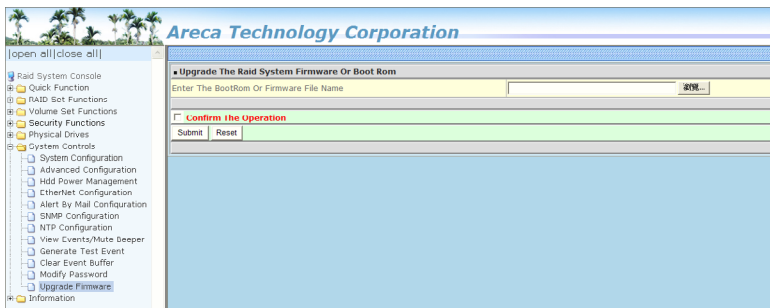 Areca Technology Corporation
|open all|close all|
Raid System Console
Quick Function
RAID Set Functions
Volume Set Functions
Security Functions
Physical Drives
System Controls
System Configuration
Advanced Configuration
Hdd Power Management
EtherNet Configuration
Alert By Mail Configuration
SNMP Configuration
NTP Configuration
View Events/Mute Beeper
Generate Test Event
Clear Event Buffer
Modify Password
Upgrade Firmware
Information
Upgrade The Raid System Firmware Or Boot Rom
Enter The BootRom Or Firmware File Name
瀏覽...
Confirm The Operation
Submit Reset